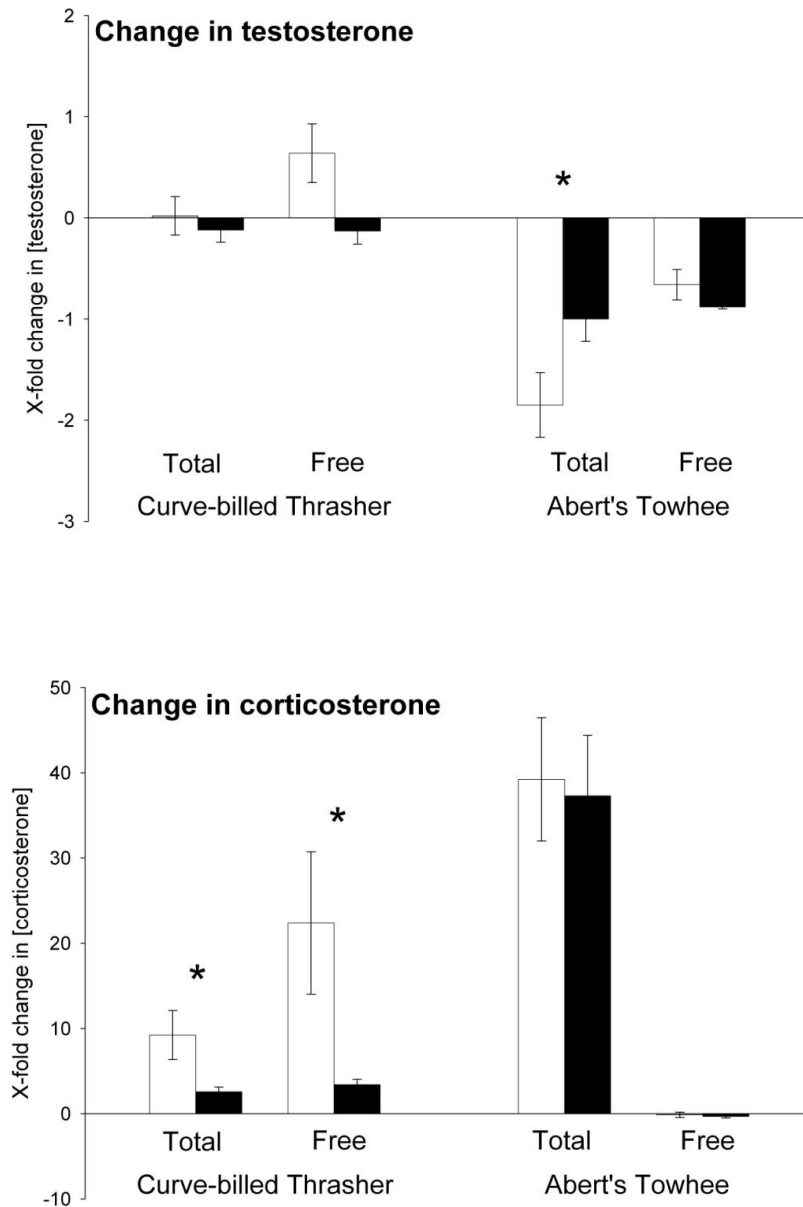 Change in testosterone
X-fold change in [testosterone]
2
1
0
-1
-2
-3
*
Total Free Total Free
Curve-billed Thrasher Abert's Towhee
Change in corticosterone
X-fold change in [corticosterone]
50
40
30
20
10
0
-10
*
*
Total Free Total Free
Curve-billed Thrasher Abert's Towhee